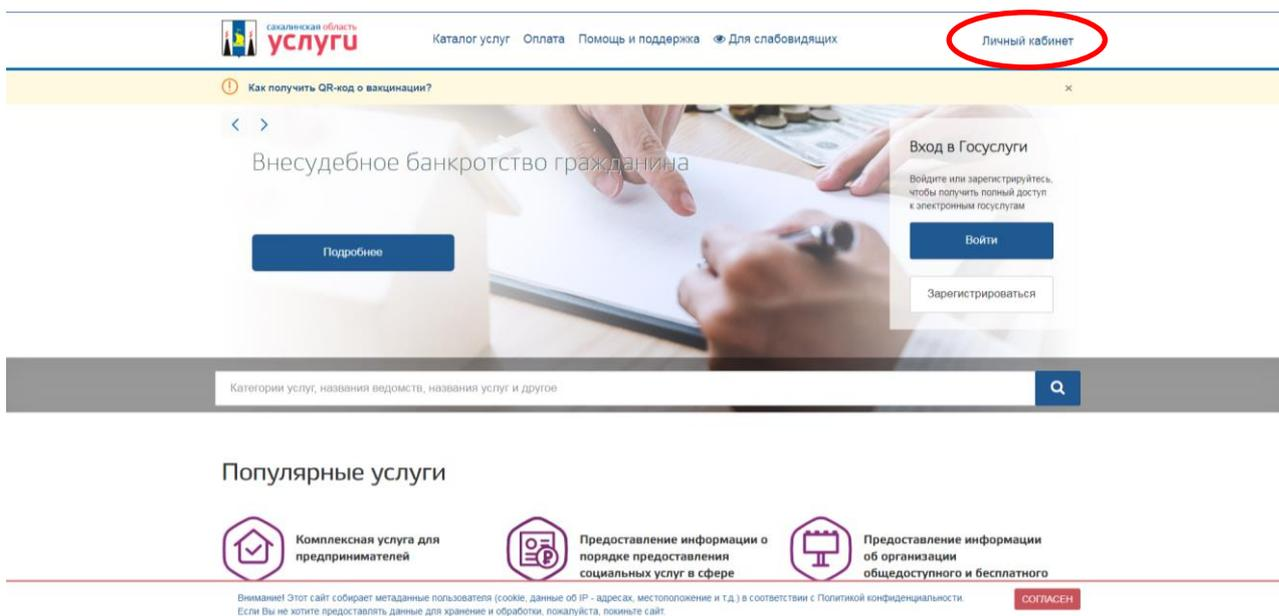 сахалинская область
услуги
Каталог услуг Оплата Помощь и поддержка Для слабовидящих Личный кабинет
Как получить QR-код о вакцинации? ×
Внесудебное банкротство гражданина
Подробнее
Вход в Госуслуги
Войдите или зарегистрируйтесь,
чтобы получить полный доступ
к электронным госуслугам
Войти
Зарегистрироваться
Категории услуг, названия ведомств, названия услуг и другое
Популярные услуги
Комплексная услуга для
предпринимателей
Предоставление информации о
порядке предоставления
социальных услуг в сфере
Предоставление информации
об организации
общедоступного и бесплатного
Внимание! Этот сайт собирает метаданные пользователя (cookie, данные об IP - адресах, местоположение и т.д.) в соответствии с Политикой конфиденциальности.
Если Вы не хотите предоставлять данные для хранение и обработки, пожалуйста, покиньте сайт.
СОГЛАСЕН